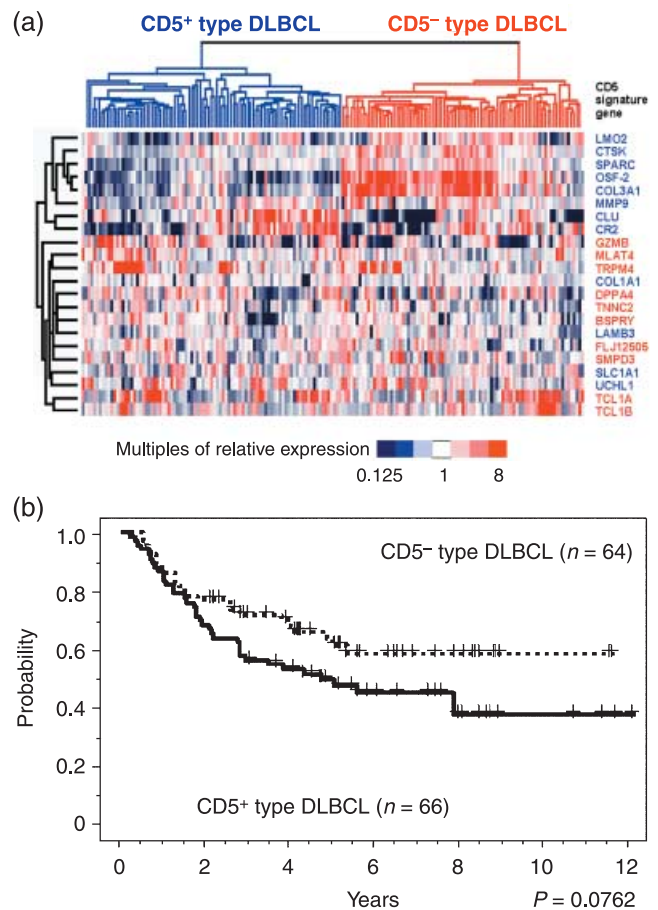 (a)
CD5⁺ type DLBCL
CD5⁻ type DLBCL
CD5
signature
gene
LMO2
CTSK
SPARC
OSF-2
COL3A1
MMP9
CLU
CR2
GZMB
MLAT4
TRPM4
COL1A1
DPPA4
TNNC2
BSPRY
LAMB3
FLJ12505
SMPD3
SLC1A1
UCHL1
TCL1A
TCL1B
Multiples of relative expression
0.125 1 8
(b)
1.0
0.8
0.6
0.4
0.2
0
Probability
CD5⁻ type DLBCL (n = 64)
CD5⁺ type DLBCL (n = 66)
0 2 4 6 8 10 12
Years
P = 0.0762